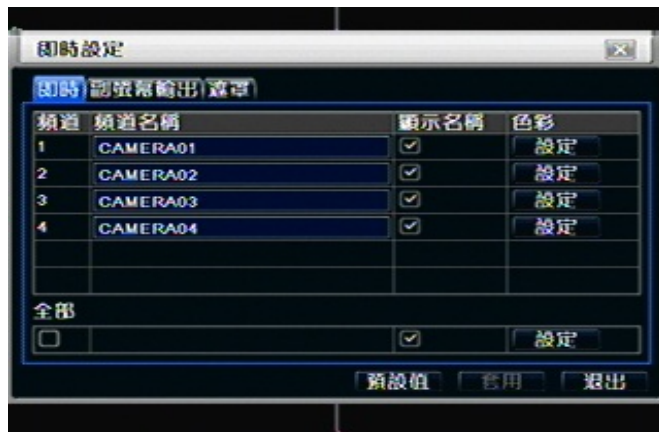 即時設定
即時 副螢幕輸出 遮罩
頻道 頻道名稱 顯示名稱 色彩
1 CAMERA01 設定
2 CAMERA02 設定
3 CAMERA03 設定
4 CAMERA04 設定
全部
設定
預設值 套用 退出